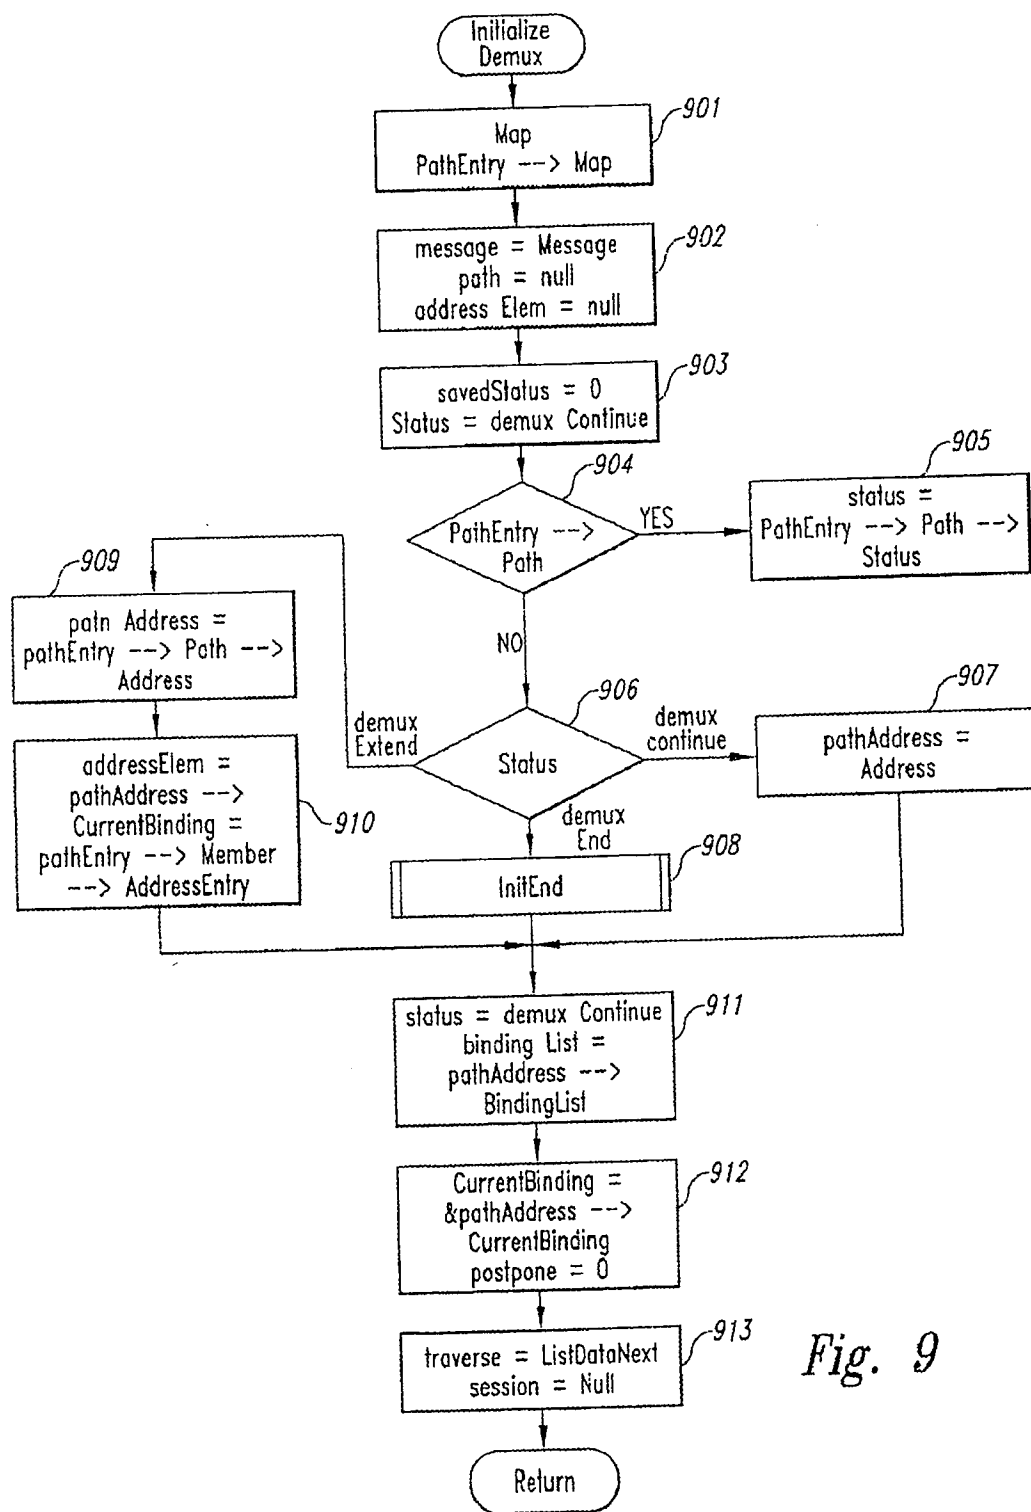 Initialize
Demux
901
Map
PathEntry --> Map
902
message = Message
path = null
address Elem = null
903
savedStatus = 0
Status = demux Continue
904
PathEntry -->
Path
YES
905
status =
PathEntry --> Path -->
Status
NO
909
patn Address =
pathEntry --> Path -->
Address
906
Status
demux
Extend
demux
continue
demux
End
907
pathAddress =
Address
addressElem =
pathAddress -->
CurrentBinding =
pathEntry --> Member
--> AddressEntry
910
908
InitEnd
911
status = demux Continue
binding List =
pathAddress -->
BindingList
912
CurrentBinding =
&pathAddress -->
CurrentBinding
postpone = 0
913
traverse = ListDataNext
session = Null
Return
Fig. 9